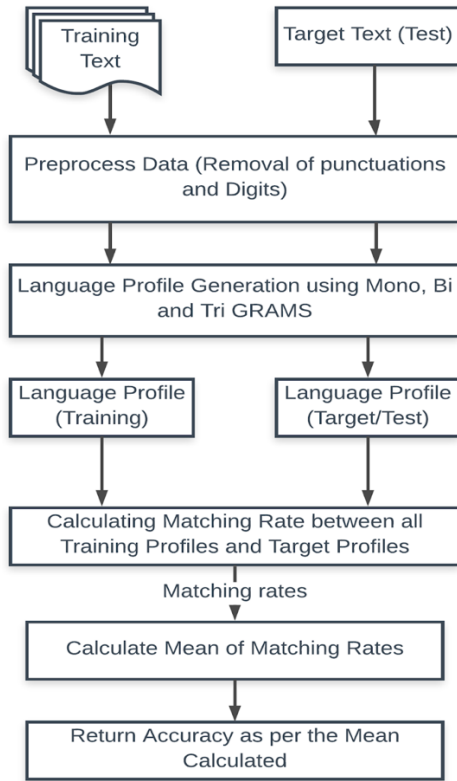 Training
Text
Target Text (Test)
Preprocess Data (Removal of punctuations
and Digits)
Language Profile Generation using Mono, Bi
and Tri GRAMS
Language Profile
(Training)
Language Profile
(Target/Test)
Calculating Matching Rate between all
Training Profiles and Target Profiles
Matching rates
Calculate Mean of Matching Rates
Return Accuracy as per the Mean
Calculated